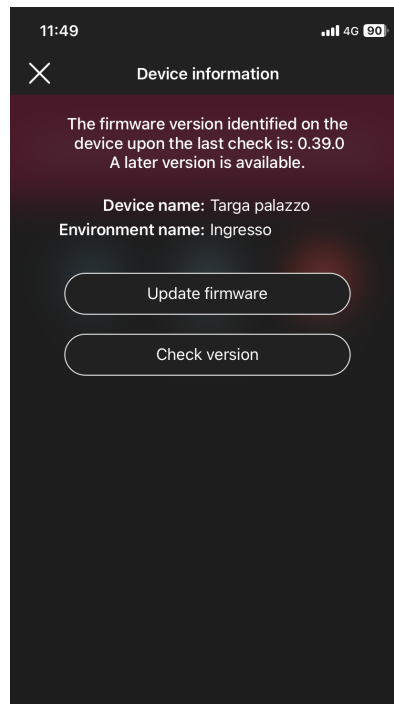 11:49
4G 90
Device information
The firmware version identified on the
device upon the last check is: 0.39.0
A later version is available.
Device name: Targa palazzo
Environment name: Ingresso
Update firmware
Check version